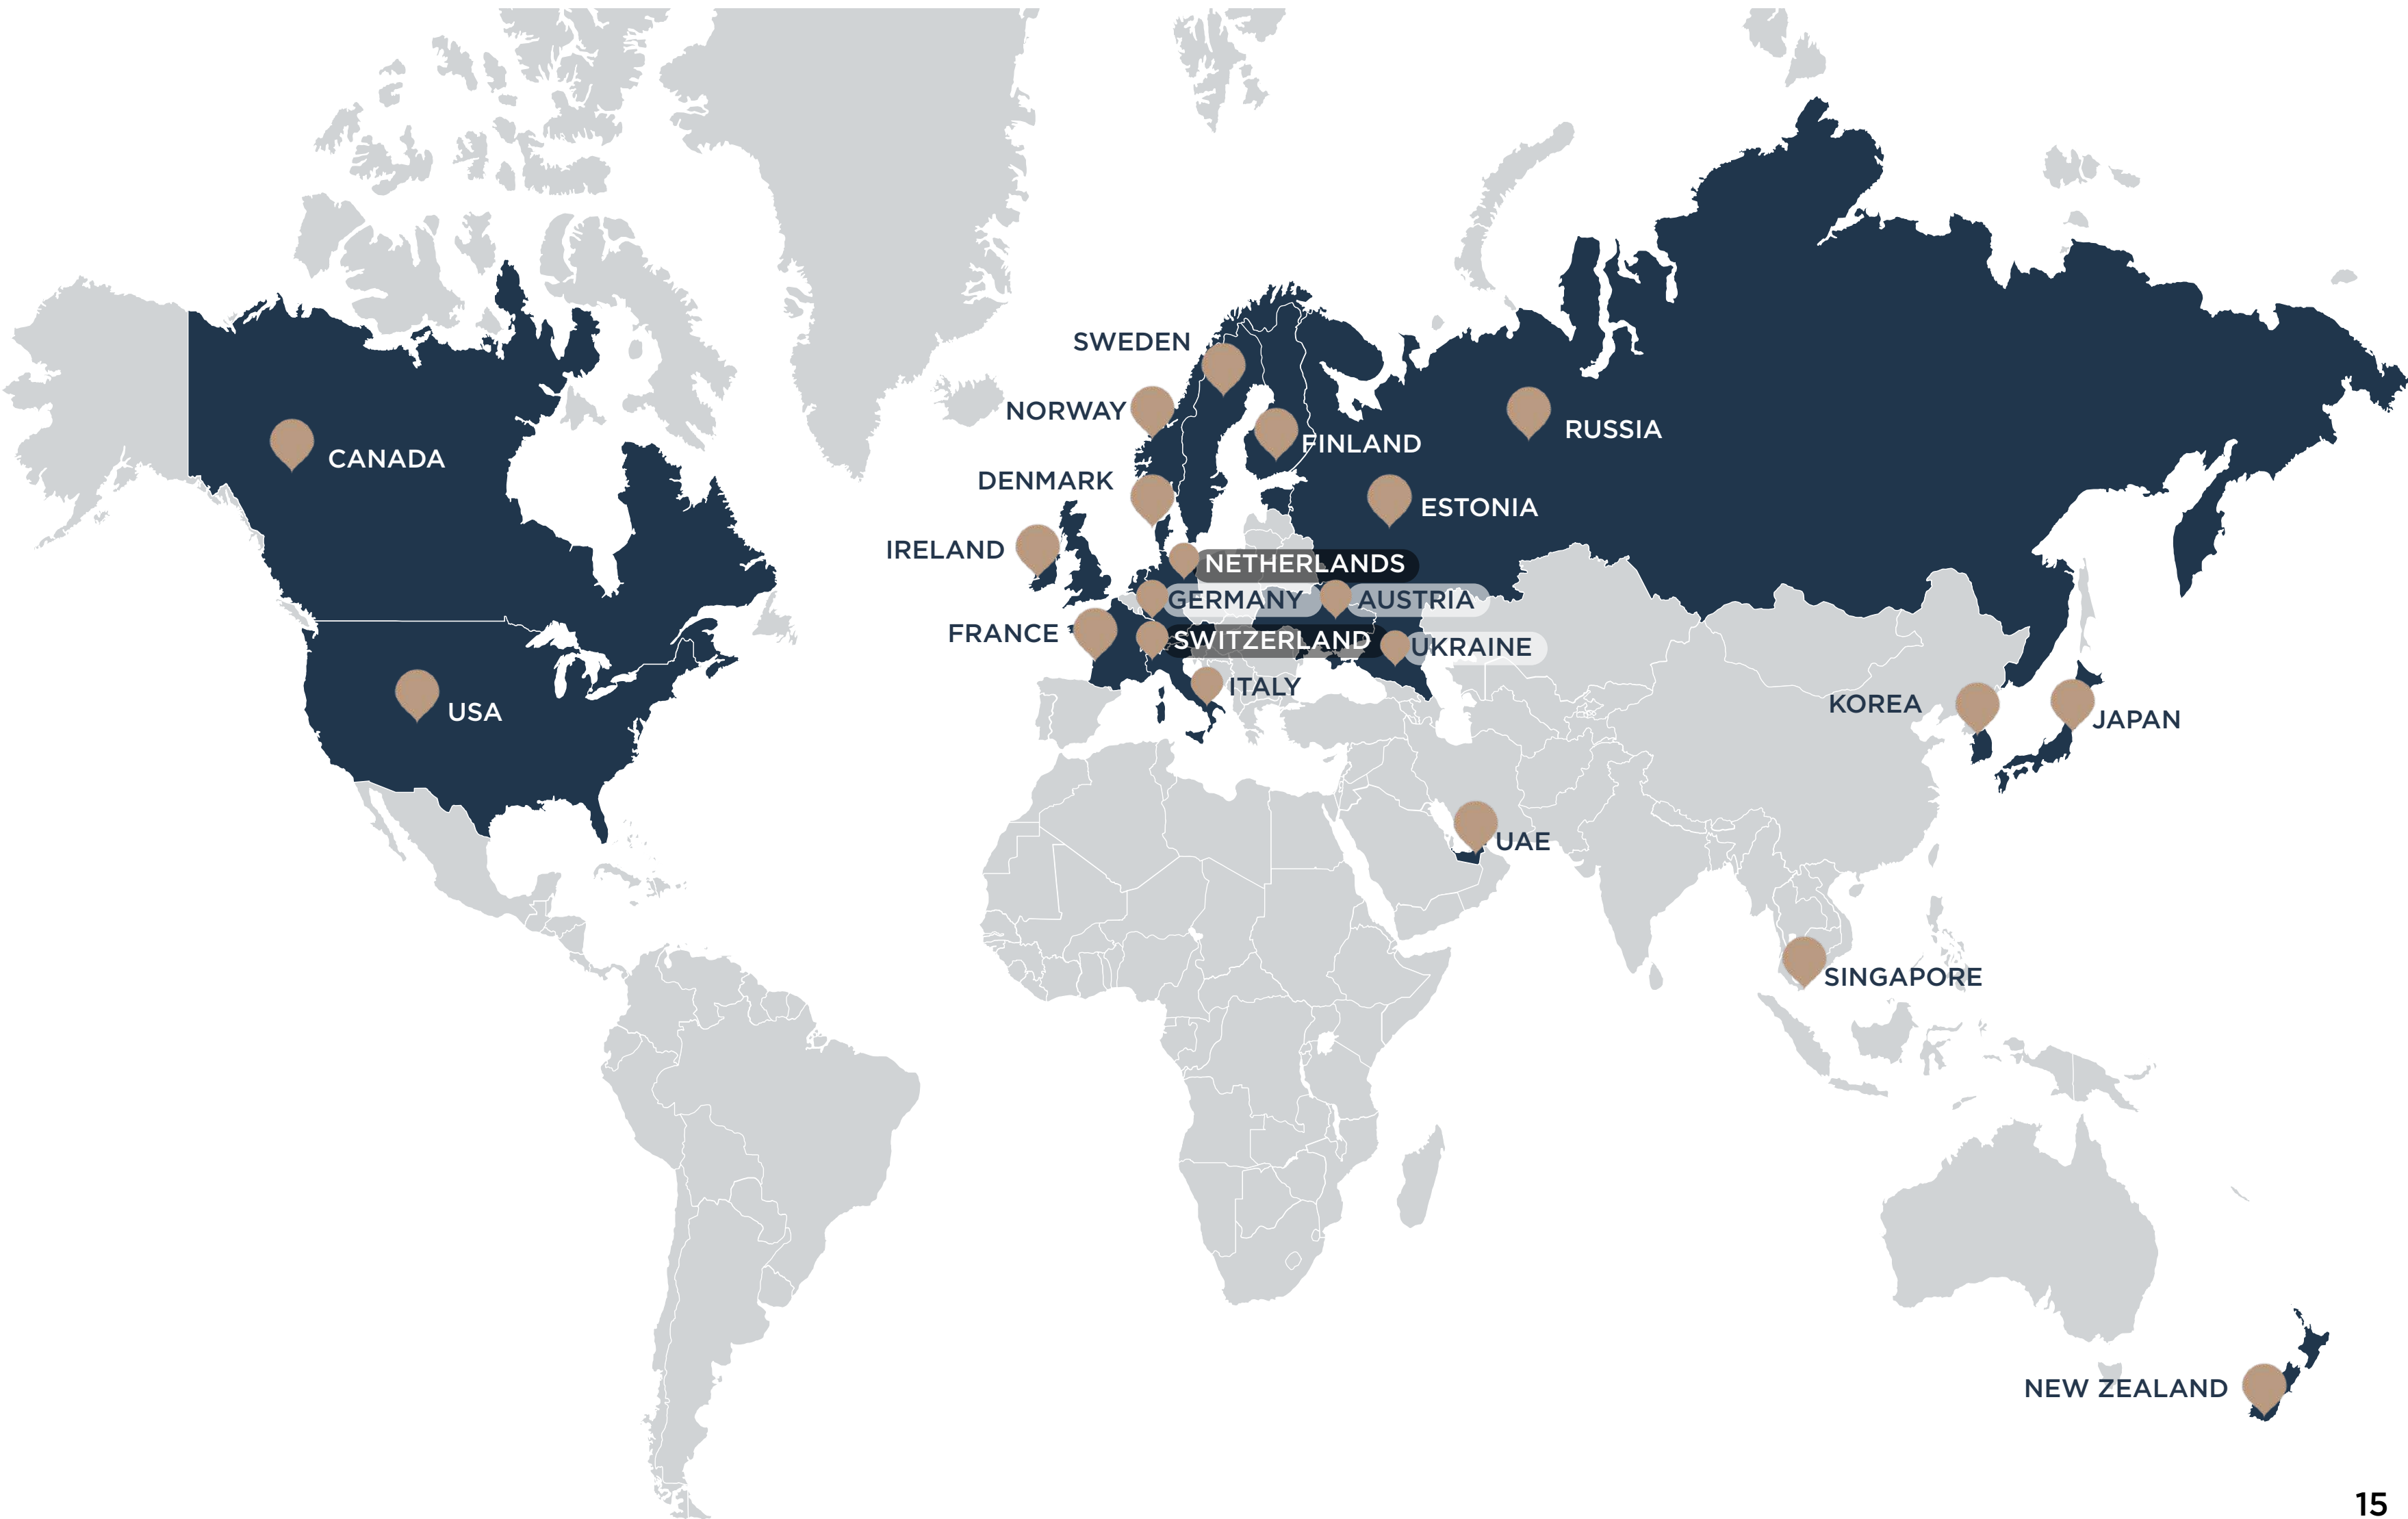 SWEDEN
NORWAY
FINLAND
RUSSIA
CANADA
DENMARK
ESTONIA
IRELAND
NETHERLANDS
GERMANY
AUSTRIA
FRANCE
SWITZERLAND
UKRAINE
ITALY
USA
KOREA
JAPAN
UAE
SINGAPORE
NEW ZEALAND
15